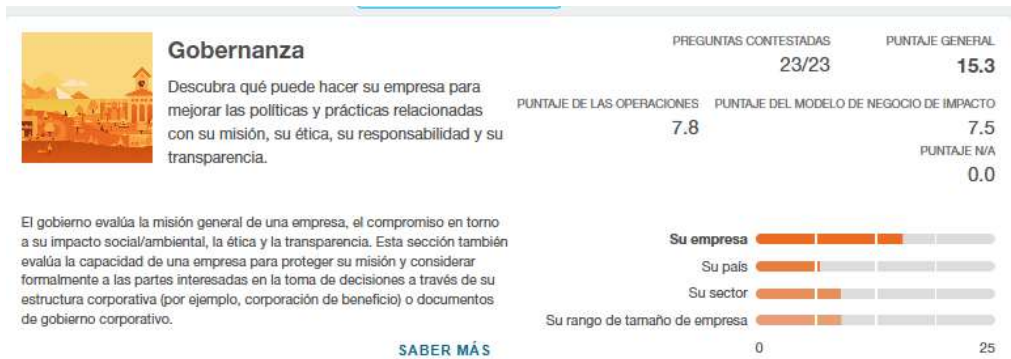 Gobernanza
Descubra qué puede hacer su empresa para
mejorar las políticas y prácticas relacionadas
con su misión, su ética, su responsabilidad y su
transparencia.
PREGUNTAS CONTESTADAS
23/23
PUNTAJE GENERAL
15.3
PUNTAJE DE LAS OPERACIONES
7.8
PUNTAJE DEL MODELO DE NEGOCIO DE IMPACTO
7.5
PUNTAJE N/A
0.0
El gobierno evalúa la misión general de una empresa, el compromiso en torno
a su impacto social/ambiental, la ética y la transparencia. Esta sección también
evalúa la capacidad de una empresa para proteger su misión y considerar
formalmente a las partes interesadas en la toma de decisiones a través de su
estructura corporativa (por ejemplo, corporación de beneficio) o documentos
de gobierno corporativo.
SABER MÁS
Su empresa
Su país
Su sector
Su rango de tamaño de empresa
0 25